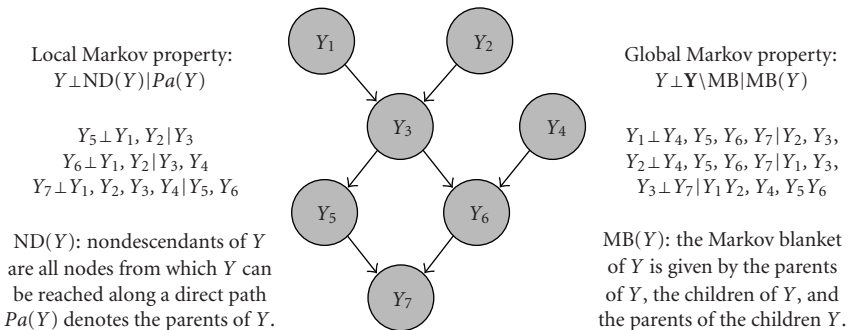 Local Markov property:
Y⊥ND(Y)|Pa(Y)
Y5⊥Y1, Y2|Y3
Y6⊥Y1, Y2|Y3, Y4
Y7⊥Y1, Y2, Y3, Y4|Y5, Y6
ND(Y): nondescendants of Y
are all nodes from which Y can
be reached along a direct path
Pa(Y) denotes the parents of Y.
Y1
Y2
Y3
Y4
Y5
Y6
Y7
Global Markov property:
Y⊥Y\MB|MB(Y)
Y1⊥Y4, Y5, Y6, Y7|Y2, Y3,
Y2⊥Y4, Y5, Y6, Y7|Y1, Y3,
Y3⊥Y7|Y1Y2, Y4, Y5Y6
MB(Y): the Markov blanket
of Y is given by the parents
of Y, the children of Y, and
the parents of the children Y.